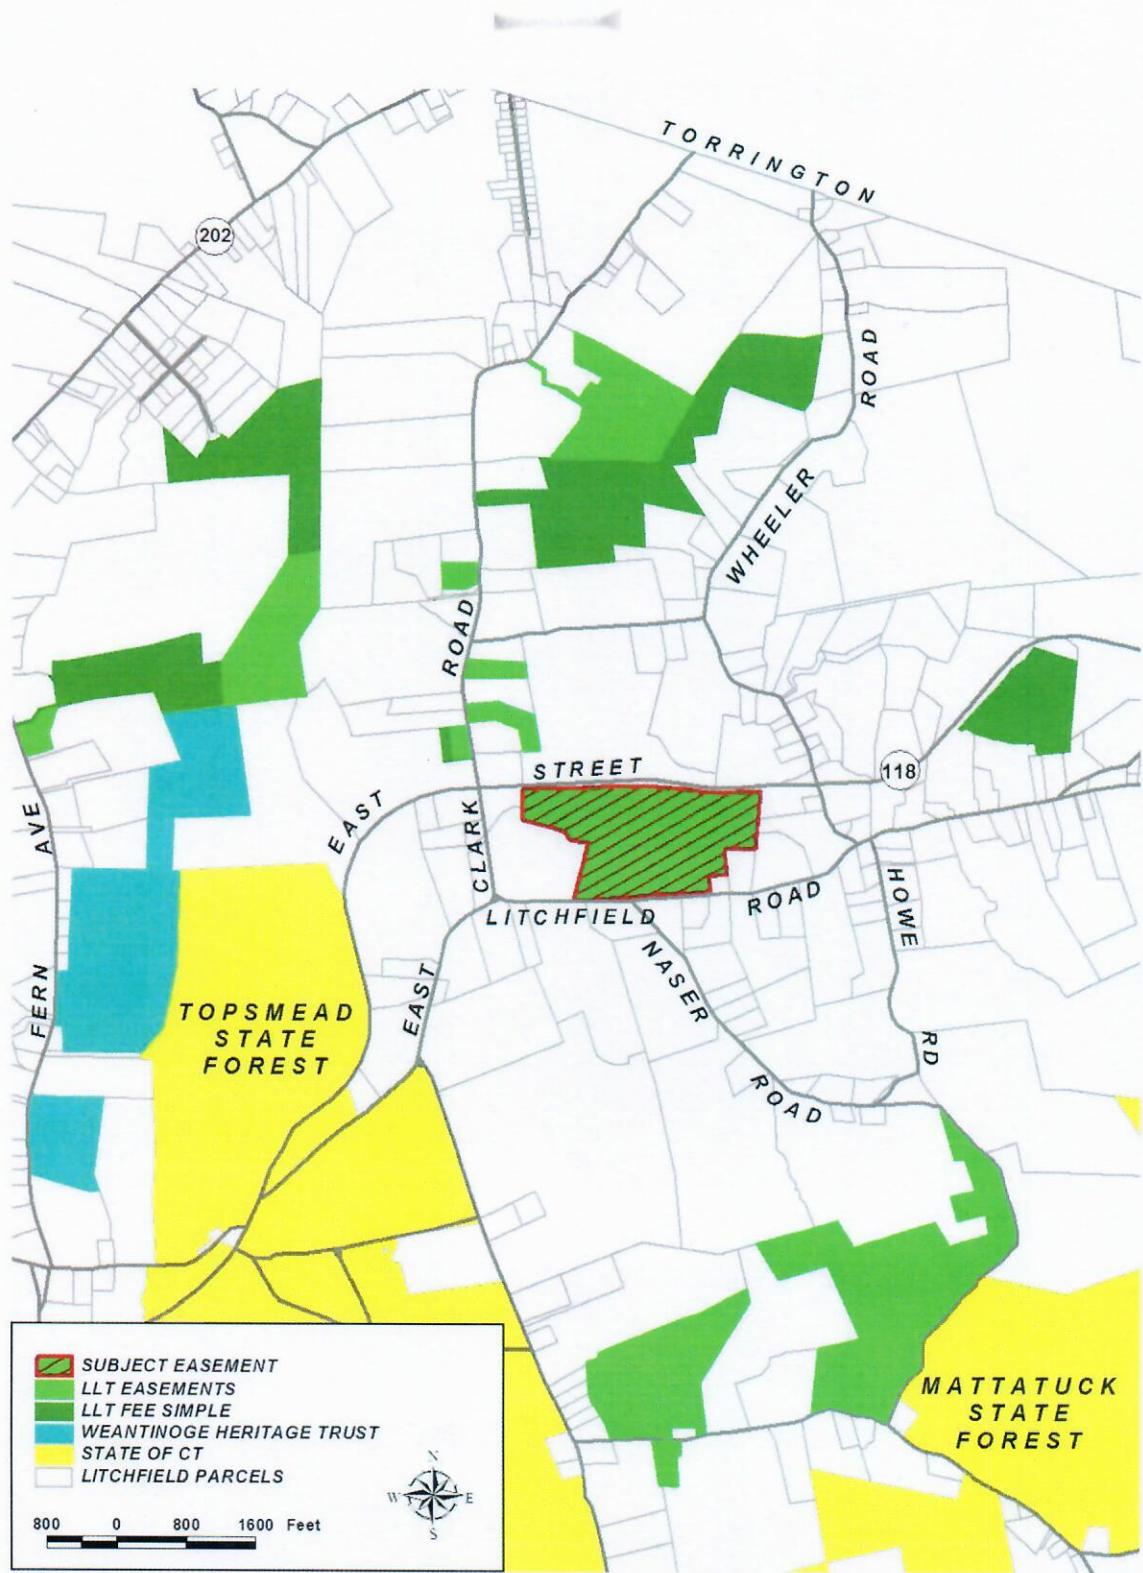 TORRINGTON
202
ROAD
WHEELER
ROAD
STREET
118
EAST
AVE
CLARK
HOWE
ROAD
LITCHFIELD
NASER
FERN
EAST
TOPSMEAD
STATE
FOREST
RD
ROAD
SUBJECT EASEMENT
LLT EASEMENTS
LLT FEE SIMPLE
WEANTINOGE HERITAGE TRUST
STATE OF CT
LITCHFIELD PARCELS
N
W E
S
800 0 800 1600 Feet
MATTATUCK
STATE
FOREST